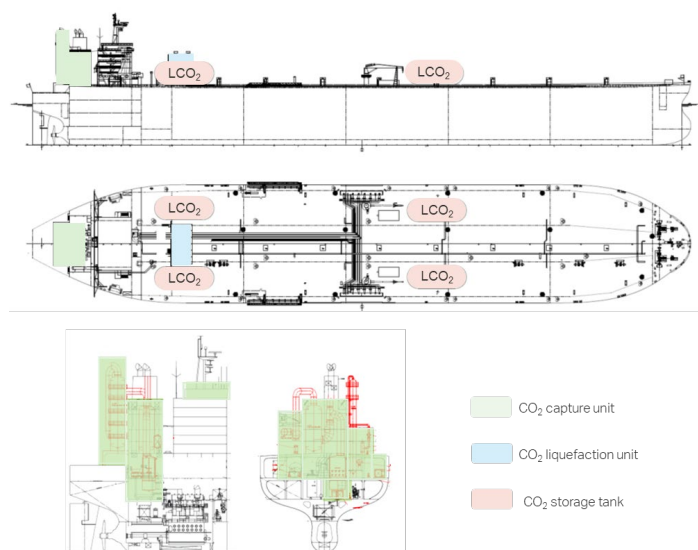 LCO₂
LCO₂
LCO₂
LCO₂
LCO₂
LCO₂
CO₂ capture unit
CO₂ liquefaction unit
CO₂ storage tank